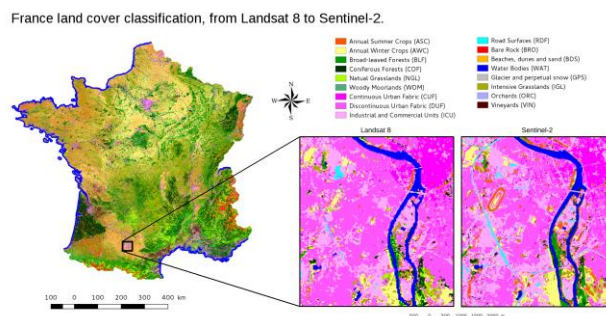 France land cover classification, from Landsat 8 to Sentinel-2.
Annual Summer Crops (ASC)
Annual Winter Crops (AWC)
Broad-leaved Forests (BLF)
Coniferous Forests (COF)
Natual Grasslands (NGL)
Woody Moorlands (WOM)
Continuous Urban Fabric (CUF)
Discontinuous Urban Fabric (DUF)
Industrial and Commercial Units (ICU)
Road Surfaces (RDF)
Bare Rock (BRO)
Beaches, dunes and sand (BDS)
Water Bodies (WAT)
Glacier and perpetual snow (GPS)
Intensive Grasslands (IGL)
Orchards (ORC)
Vineyards (VIN)
N
W E
S
Landsat 8
Sentinel-2
100 0 100 200 300 400 km